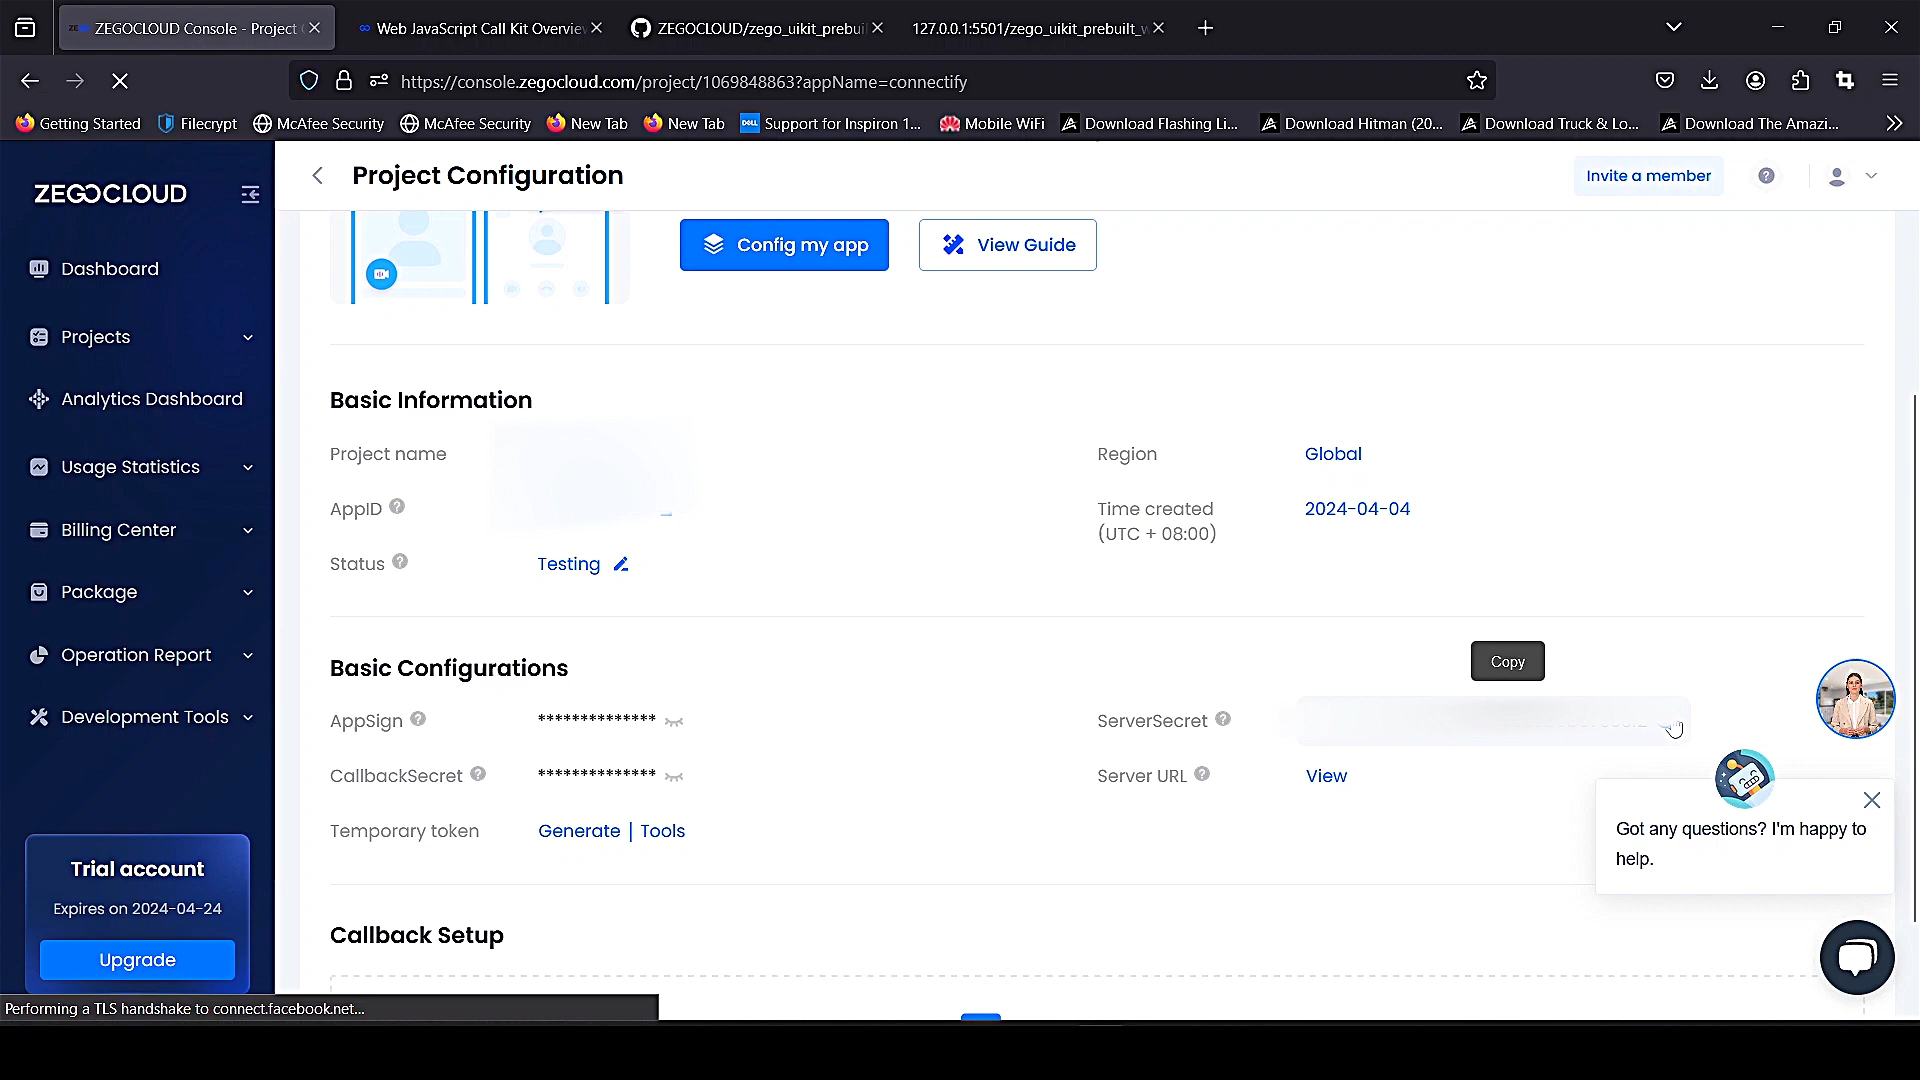 ZEGOCLOUD Console - Project
Web JavaScript Call Kit Overview
ZEGOCLOUD/zego_uikit_prebuil
127.0.0.1:5501/zego_uikit_prebuilt_w
https://console.zegocloud.com/project/1069848863?appName=connectify
Getting Started
Filecrypt
McAfee Security
McAfee Security
New Tab
New Tab
DELL
Support for Inspiron 1...
Mobile WiFi
Download Flashing Li...
Download Hitman (20...
Download Truck & Lo...
Download The Amazi...
ZEGOCLOUD
Project Configuration
Invite a member
Dashboard
Projects
Analytics Dashboard
Usage Statistics
Billing Center
Package
Operation Report
Development Tools
Trial account
Expires on 2024-04-24
Upgrade
Config my app
View Guide
Basic Information
Project name
Region
Global
AppID
Time created
(UTC + 08:00)
2024-04-04
Status
Testing
Basic Configurations
Copy
AppSign
**************
ServerSecret
CallbackSecret
**************
Server URL
View
Temporary token
Generate | Tools
Got any questions? I'm happy to
help.
Callback Setup
Performing a TLS handshake to connect.facebook.net...